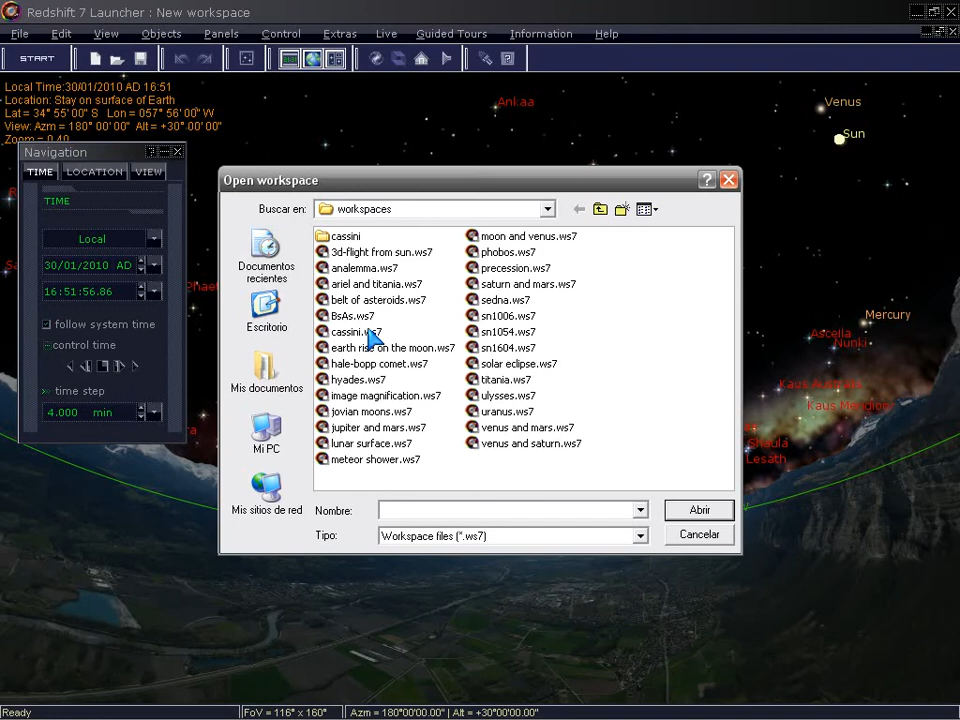 Redshift 7 Launcher : New workspace
File Edit View Objects Panels Control Extras Live Guided Tours Information Help
START
Local Time:30/01/2010 AD 16:51
Location: Stay on surface of Earth
Lat = 34° 55' 00" S Lon = 057° 56' 00" W
View: Azm = 180° 00' 00" Alt = +30° 00' 00"
Zoom = 0.40
Anl.aa
Venus
Sun
Navigation
TIME LOCATION VIEW
TIME
Local
30/01/2010 AD
16:51:56.86
follow system time
control time
time step
4.000 min
Open workspace
Buscar en: workspaces
Documentos recientes
Escritorio
Mis documentos
Mi PC
Mis sitios de red
cassini
3d-flight from sun.ws7
analemma.ws7
ariel and titania.ws7
belt of asteroids.ws7
BsAs.ws7
cassini.ws7
earth rise on the moon.ws7
hale-bopp comet.ws7
hyades.ws7
image magnification.ws7
jovian moons.ws7
jupiter and mars.ws7
lunar surface.ws7
meteor shower.ws7
moon and venus.ws7
phobos.ws7
precession.ws7
saturn and mars.ws7
sedna.ws7
sn1006.ws7
sn1054.ws7
sn1604.ws7
solar eclipse.ws7
titania.ws7
ulysses.ws7
uranus.ws7
venus and mars.ws7
venus and saturn.ws7
Nombre:
Abrir
Tipo: Workspace files (*.ws7)
Cancelar
Mercury
Ascella
Nunki
Kaus Australis
Kaus Meridion
Shaula
Lesath
Ready
FoV = 116° x 160°
Azm = 180°00'00.00" | Alt = +30°00'00.00"